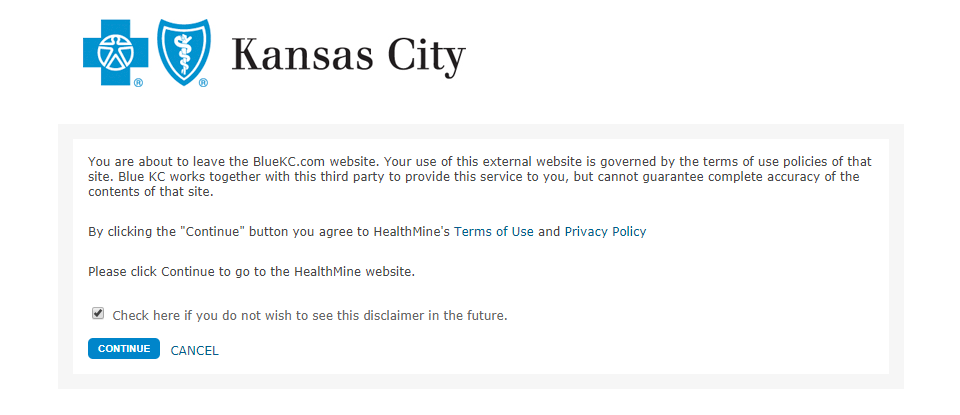 Kansas City
You are about to leave the BlueKC.com website. Your use of this external website is governed by the terms of use policies of that
site. Blue KC works together with this third party to provide this service to you, but cannot guarantee complete accuracy of the
contents of that site.
By clicking the "Continue" button you agree to HealthMine's Terms of Use and Privacy Policy
Please click Continue to go to the HealthMine website.
Check here if you do not wish to see this disclaimer in the future.
CONTINUE CANCEL